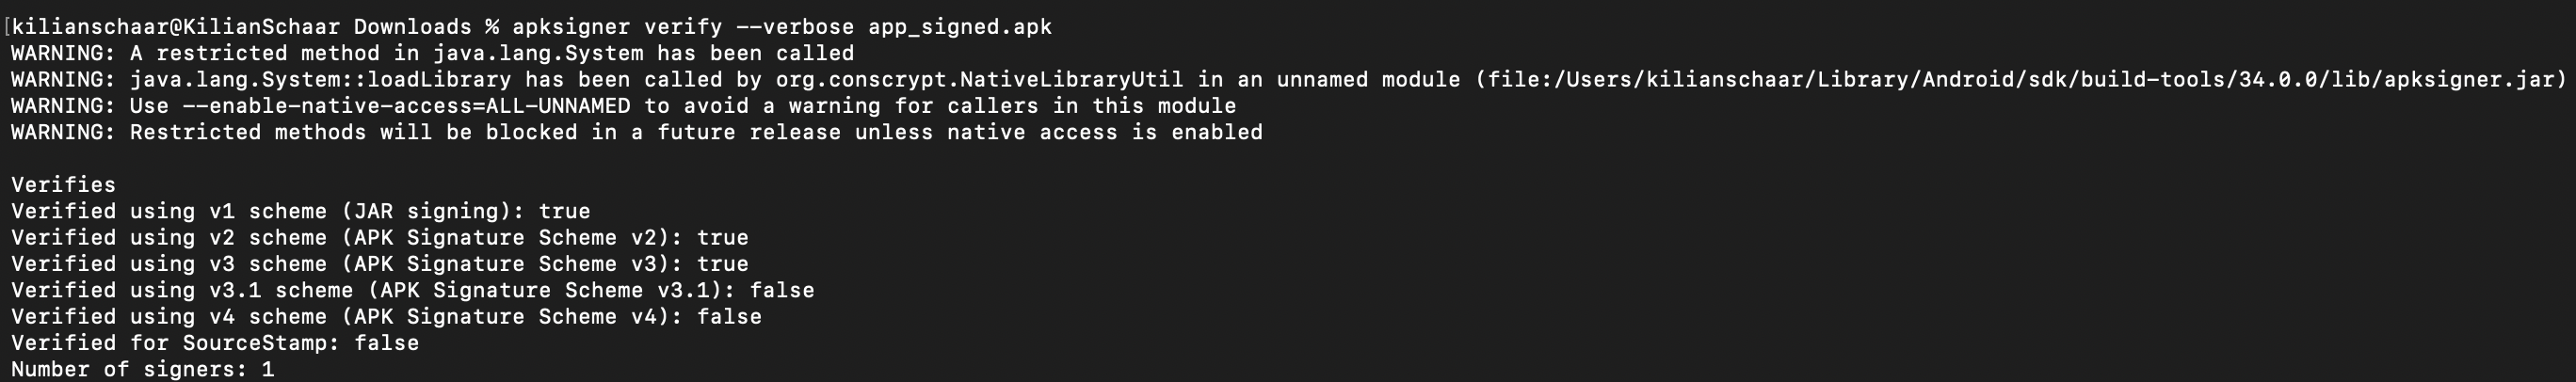 [kilianschaar@KilianSchaar Downloads % apksigner verify --verbose app_signed.apk
WARNING: A restricted method in java.lang.System has been called
WARNING: java.lang.System::loadLibrary has been called by org.conscrypt.NativeLibraryUtil in an unnamed module (file:/Users/kilianschaar/Library/Android/sdk/build-tools/34.0.0/lib/apksigner.jar)
WARNING: Use --enable-native-access=ALL-UNNAMED to avoid a warning for callers in this module
WARNING: Restricted methods will be blocked in a future release unless native access is enabled

Verifies
Verified using v1 scheme (JAR signing): true
Verified using v2 scheme (APK Signature Scheme v2): true
Verified using v3 scheme (APK Signature Scheme v3): true
Verified using v3.1 scheme (APK Signature Scheme v3.1): false
Verified using v4 scheme (APK Signature Scheme v4): false
Verified for SourceStamp: false
Number of signers: 1